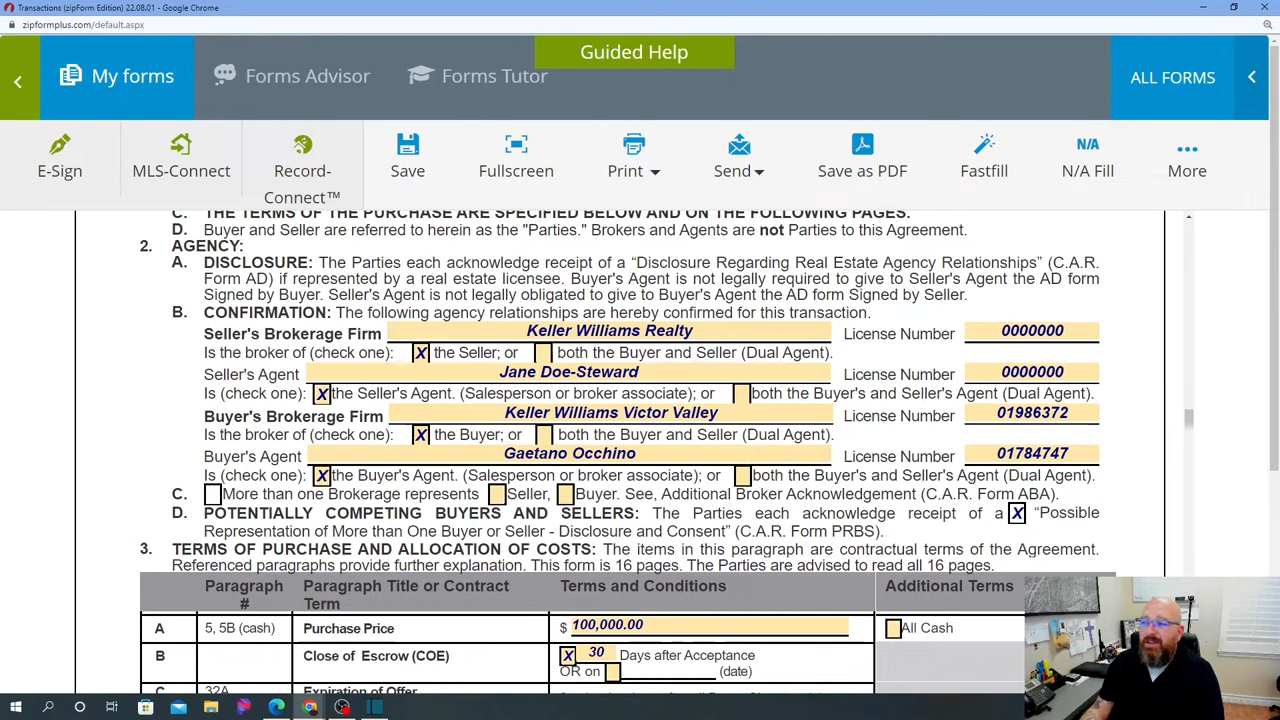 Transactions (zipForm Edition) 22.08.01 - Google Chrome
zipformplus.com/default.aspx
Guided Help
My forms
Forms Advisor
Forms Tutor
ALL FORMS
E-Sign
MLS-Connect
Record-Connect™
Save
Fullscreen
Print
Send
Save as PDF
Fastfill
N/A
N/A Fill
More
C. THE TERMS OF THE PURCHASE ARE SPECIFIED BELOW AND ON THE FOLLOWING PAGES.
D. Buyer and Seller are referred to herein as the "Parties." Brokers and Agents are not Parties to this Agreement.
2. AGENCY:
A. DISCLOSURE: The Parties each acknowledge receipt of a “Disclosure Regarding Real Estate Agency Relationships” (C.A.R.
Form AD) if represented by a real estate licensee. Buyer's Agent is not legally required to give to Seller's Agent the AD form
Signed by Buyer. Seller's Agent is not legally obligated to give to Buyer's Agent the AD form Signed by Seller.
B. CONFIRMATION: The following agency relationships are hereby confirmed for this transaction.
Seller's Brokerage Firm Keller Williams Realty License Number 0000000
Is the broker of (check one): X the Seller; or both the Buyer and Seller (Dual Agent).
Seller's Agent Jane Doe-Steward License Number 0000000
Is (check one): X the Seller's Agent. (Salesperson or broker associate); or both the Buyer's and Seller's Agent (Dual Agent).
Buyer's Brokerage Firm Keller Williams Victor Valley License Number 01986372
Is the broker of (check one): X the Buyer; or both the Buyer and Seller (Dual Agent).
Buyer's Agent Gaetano Occhino License Number 01784747
Is (check one): X the Buyer's Agent. (Salesperson or broker associate); or both the Buyer's and Seller's Agent (Dual Agent).
C. More than one Brokerage represents Seller, Buyer. See, Additional Broker Acknowledgement (C.A.R. Form ABA).
D. POTENTIALLY COMPETING BUYERS AND SELLERS: The Parties each acknowledge receipt of a X “Possible
Representation of More than One Buyer or Seller - Disclosure and Consent” (C.A.R. Form PRBS).
3. TERMS OF PURCHASE AND ALLOCATION OF COSTS: The items in this paragraph are contractual terms of the Agreement.
Referenced paragraphs provide further explanation. This form is 16 pages. The Parties are advised to read all 16 pages.
Paragraph # Paragraph Title or Contract Term Terms and Conditions Additional Terms
A 5, 5B (cash) Purchase Price $ 100,000.00 All Cash
B Close of Escrow (COE) X 30 Days after Acceptance
OR on (date)
C 32A Expiration of Offer